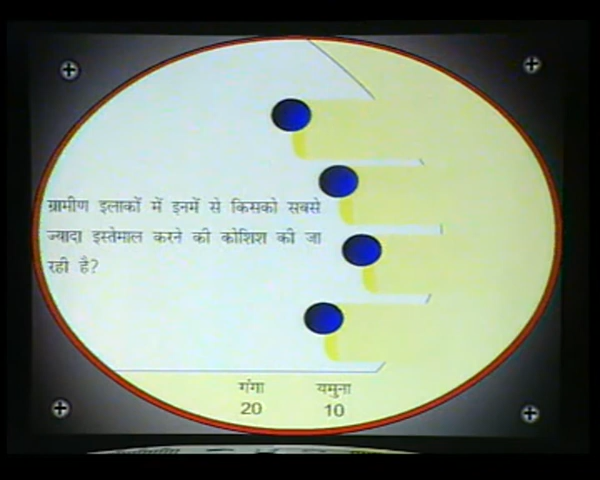 ग्रामीण इलाकों में इनमें से किसको सबसे
ज्यादा इस्तेमाल करने की कोशिश की जा
रही है?
गंगा यमुना
20 10